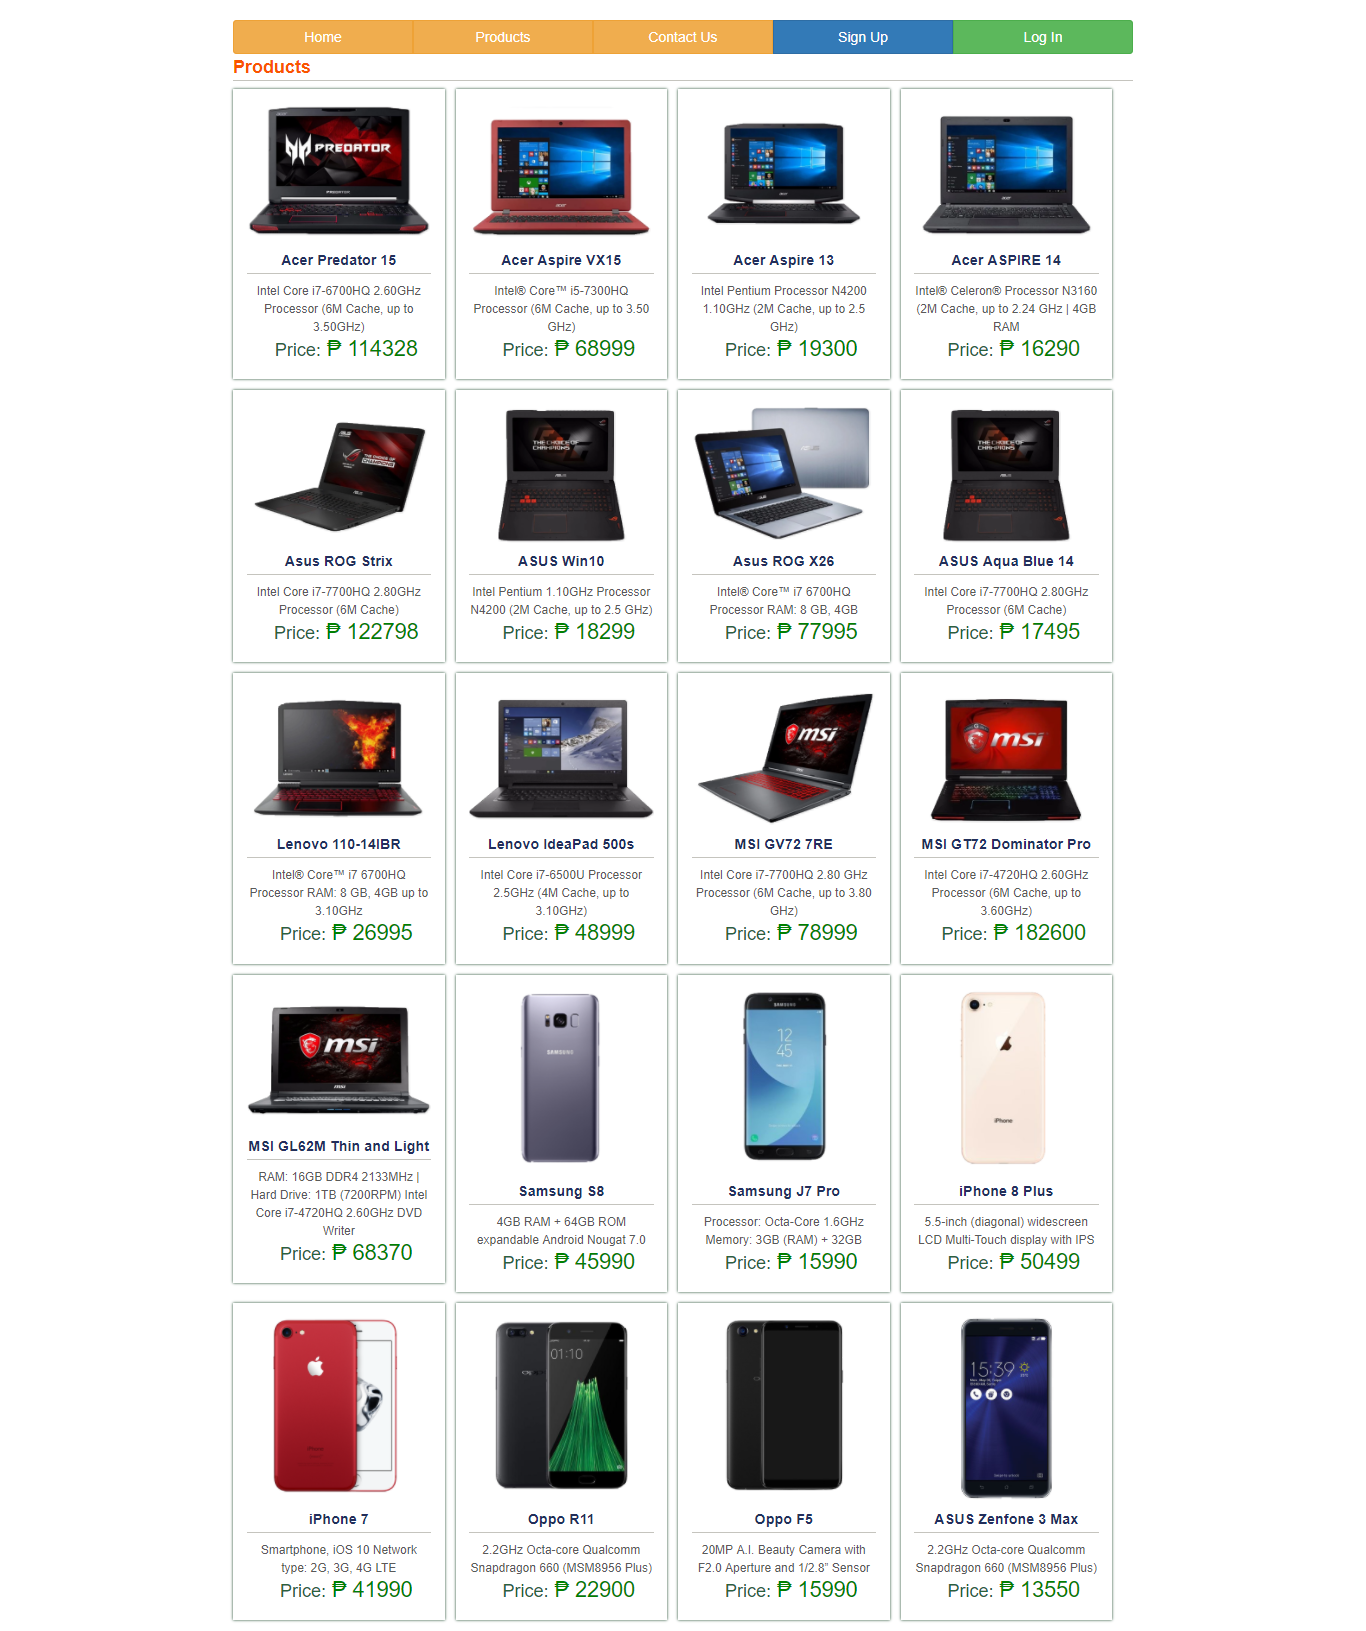 Home
Products
Contact Us
Sign Up
Log In
Products
PREDATOR
Acer Predator 15
Intel Core i7-6700HQ 2.60GHz
Processor (6M Cache, up to
3.50GHz)
Price: ₱ 114328
Acer Aspire VX15
Intel® Core™ i5-7300HQ
Processor (6M Cache, up to 3.50
GHz)
Price: ₱ 68999
Acer Aspire 13
Intel Pentium Processor N4200
1.10GHz (2M Cache, up to 2.5
GHz)
Price: ₱ 19300
Acer ASPIRE 14
Intel® Celeron® Processor N3160
(2M Cache, up to 2.24 GHz | 4GB
RAM
Price: ₱ 16290
THE CHOICE OF
CHAMPIONS
Asus ROG Strix
Intel Core i7-7700HQ 2.80GHz
Processor (6M Cache)
Price: ₱ 122798
THE CHOICE OF
CHAMPIONS
ASUS Win10
Intel Pentium 1.10GHz Processor
N4200 (2M Cache, up to 2.5 GHz)
Price: ₱ 18299
Asus ROG X26
Intel® Core™ i7 6700HQ
Processor RAM: 8 GB, 4GB
Price: ₱ 77995
THE CHOICE OF
CHAMPIONS
ASUS Aqua Blue 14
Intel Core i7-7700HQ 2.80GHz
Processor (6M Cache)
Price: ₱ 17495
Lenovo 110-14IBR
Intel® Core™ i7 6700HQ
Processor RAM: 8 GB, 4GB up to
3.10GHz
Price: ₱ 26995
Lenovo IdeaPad 500s
Intel Core i7-6500U Processor
2.5GHz (4M Cache, up to
3.10GHz)
Price: ₱ 48999
msi
MSI GV72 7RE
Intel Core i7-7700HQ 2.80 GHz
Processor (6M Cache, up to 3.80
GHz)
Price: ₱ 78999
msi
MSI GT72 Dominator Pro
Intel Core i7-4720HQ 2.60GHz
Processor (6M Cache, up to
3.60GHz)
Price: ₱ 182600
msi
MSI GL62M Thin and Light
RAM: 16GB DDR4 2133MHz |
Hard Drive: 1TB (7200RPM) Intel
Core i7-4720HQ 2.60GHz DVD
Writer
Price: ₱ 68370
SAMSUNG
Samsung S8
4GB RAM + 64GB ROM
expandable Android Nougat 7.0
Price: ₱ 45990
SAMSUNG
12
45
Samsung J7 Pro
Processor: Octa-Core 1.6GHz
Memory: 3GB (RAM) + 32GB
Price: ₱ 15990
iPhone
iPhone 8 Plus
5.5-inch (diagonal) widescreen
LCD Multi-Touch display with IPS
Price: ₱ 50499
iPhone
iPhone 7
Smartphone, iOS 10 Network
type: 2G, 3G, 4G LTE
Price: ₱ 41990
01:10
Oppo R11
2.2GHz Octa-core Qualcomm
Snapdragon 660 (MSM8956 Plus)
Price: ₱ 22900
Oppo F5
20MP A.I. Beauty Camera with
F2.0 Aperture and 1/2.8” Sensor
Price: ₱ 15990
15:39
ASUS Zenfone 3 Max
2.2GHz Octa-core Qualcomm
Snapdragon 660 (MSM8956 Plus)
Price: ₱ 13550